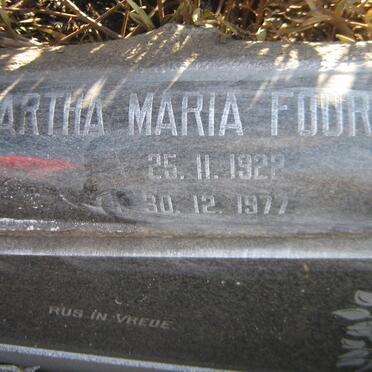 ARTHA MARIA FOUR
25. 11. 1922
30. 12. 1977
RUS IN VREDE